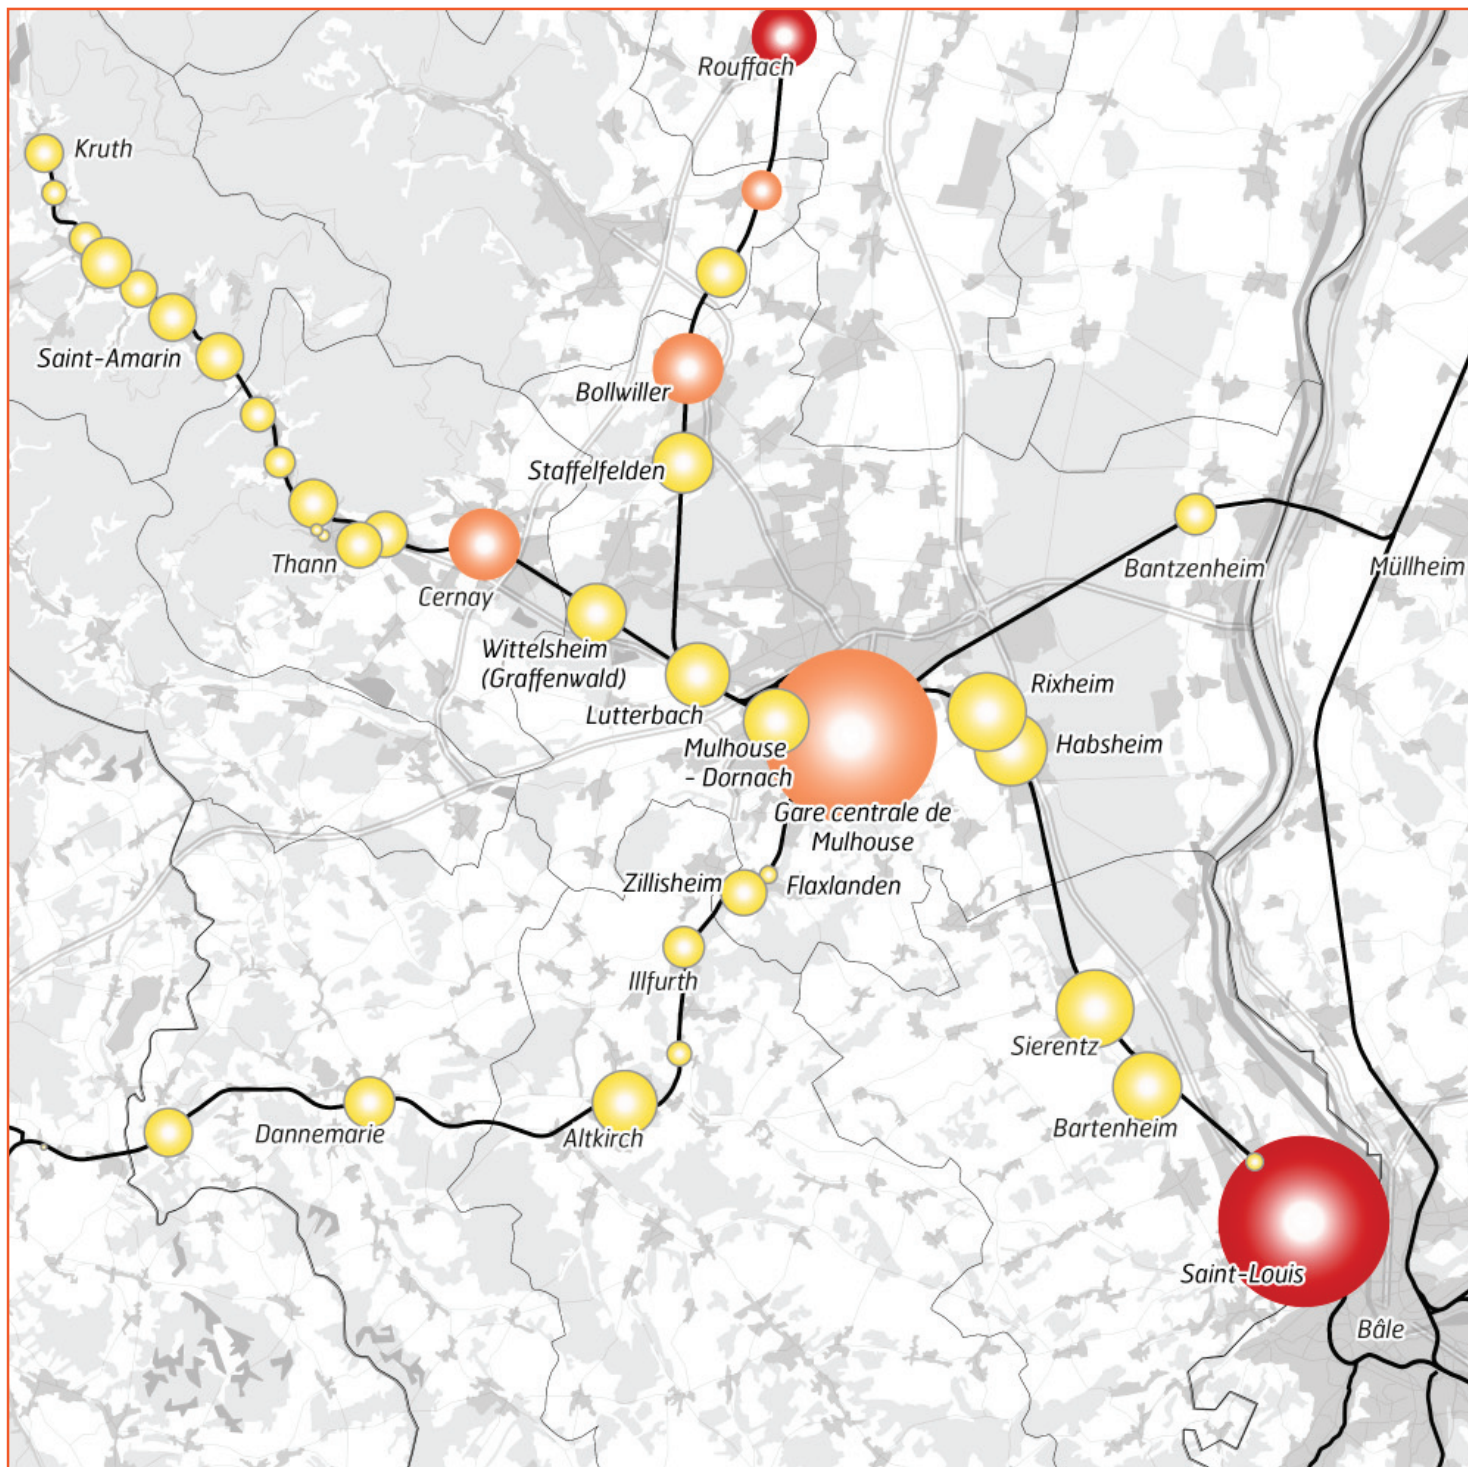 Rouffach
Kruth
Saint-Amarin
Bollwiller
Staffelfelden
Thann
Cernay
Bantzenheim
Müllheim
Wittelsheim
(Graffenwald)
Lutterbach
Rixheim
Habsheim
Mulhouse
- Dornach
Gare centrale de
Mulhouse
Zillisheim
Flaxlanden
Illfurth
Sierentz
Dannemarie
Altkirch
Bartenheim
Saint-Louis
Bâle